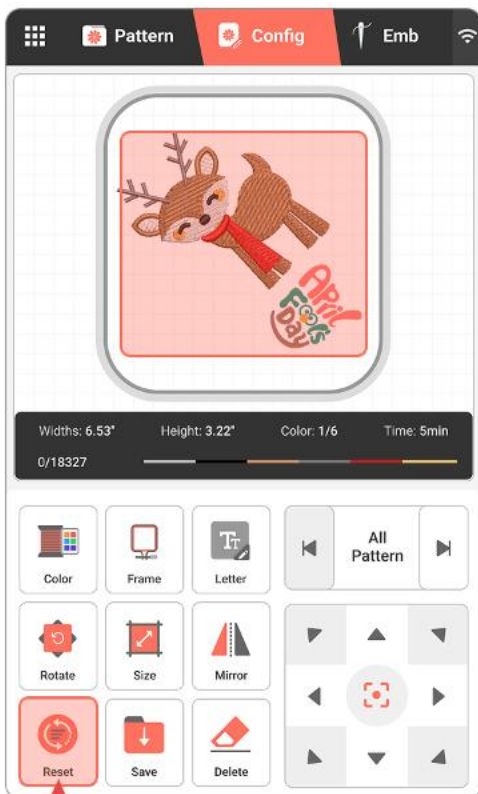 Pattern Config Emb
April
Fool's
Day
Widths: 6.53" Height: 3.22" Color: 1/6 Time: 5min
0/18327
Color Frame Letter
All
Pattern
Rotate Size Mirror
Reset Save Delete